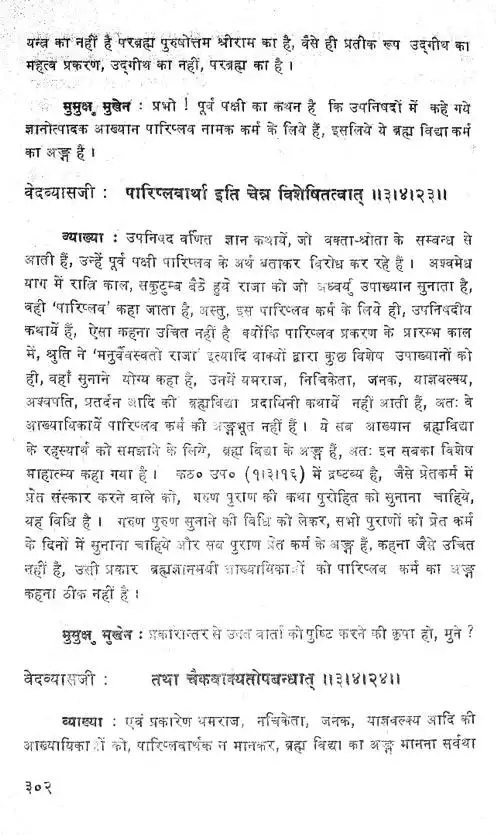 यन्त्र का नहीं है परब्रह्म पुरुषोत्तम श्रीराम का है, वैसे ही प्रतीक रूप उद्गीथ का
महत्व प्रकरण, उद्गीथ का नहीं, परब्रह्म का है ।
मुमुक्षु मुखेन : प्रभो ! पूर्व पक्षी का कथन है कि उपनिषदों में कहे गये
ज्ञानोत्पादक आख्यान पारिप्लव नामक कर्म के लिये हैं, इसलिये ये ब्रह्म विद्या कर्म
का अङ्ग है ।
वेदव्यासजी : पारिप्लवार्था इति चेन्न विशेषितत्वात् ॥३।४।२३॥
व्याख्या : उपनिषद वर्णित ज्ञान कथायें, जो वक्ता-श्रोता के सम्वन्ध से
आती हैं, उन्हें पूर्व पक्षी पारिप्लव के अर्थ बताकर विरोध कर रहे हैं । अश्वमेध
याग में रात्रि काल, सकुटुम्ब बैठे हुये राजा को जो अध्वर्यु उपाख्यान सुनाता है,
वही 'पारिप्लव' कहा जाता है, अस्तु, इस पारिप्लव कर्म के लिये ही, उपनिषदीय
कथायें हैं, ऐसा कहना उचित नहीं है क्योंकि पारिप्लव प्रकरण के प्रारम्भ काल
में, श्रुति ने 'मनुर्वैवस्वतो राजा' इत्यादि वाक्यों द्वारा कुछ विशेष उपाख्यानों को
ही, वहाँ सुनाने योग्य कहा है, उनमें यमराज, निचिकेता, जनक, याज्ञवल्क्य,
अश्वपति, प्रतर्दन आदि की ब्रह्मविद्या प्रदायिनी कथायें नहीं आती हैं, अतः वे
आख्यायिकायें पारिप्लव कर्म की अङ्गभूत नहीं हैं । ये सब आख्यान ब्रह्मविद्या
के रहस्यार्थ को समझाने के लिये, ब्रह्म विद्या के अङ्ग हैं, अतः इन सबका विशेष
माहात्म्य कहा गया है । कठ० उप० (१।३।१६) में द्रष्टव्य है, जैसे प्रेतकर्म में
प्रेत संस्कार करने वाले को, गरुण पुराण की कथा पुरोहित को सुनाना चाहिये,
यह विधि है । गरुण पुरुण सुनाने की विधि को लेकर, सभी पुराणों को प्रेत कर्म
के दिनों में सुनाना चाहिये और सब पुराण प्रेत कर्म के अङ्ग हैं, कहना जैसे उचित
नहीं है, उसी प्रकार ब्रह्मज्ञानमयी आख्यायिकाओं को पारिप्लव कर्म का अङ्ग
कहना ठीक नहीं है ।
मुमुक्षु मुखेन : प्रकारान्तर से उक्त वार्ता को पुष्टि करने की कृपा हो, मुने ?
वेदव्यासजी : तथा चैकवाक्यतोपबन्धात् ॥३।४।२४॥
व्याख्या : एवं प्रकारेण यमराज, नचिकेता, जनक, याज्ञवल्क्य आदि की
आख्यायिकाओं को, पारिप्लवार्थक न मानकर, ब्रह्म विद्या का अङ्ग मानना सर्वथा
३०२